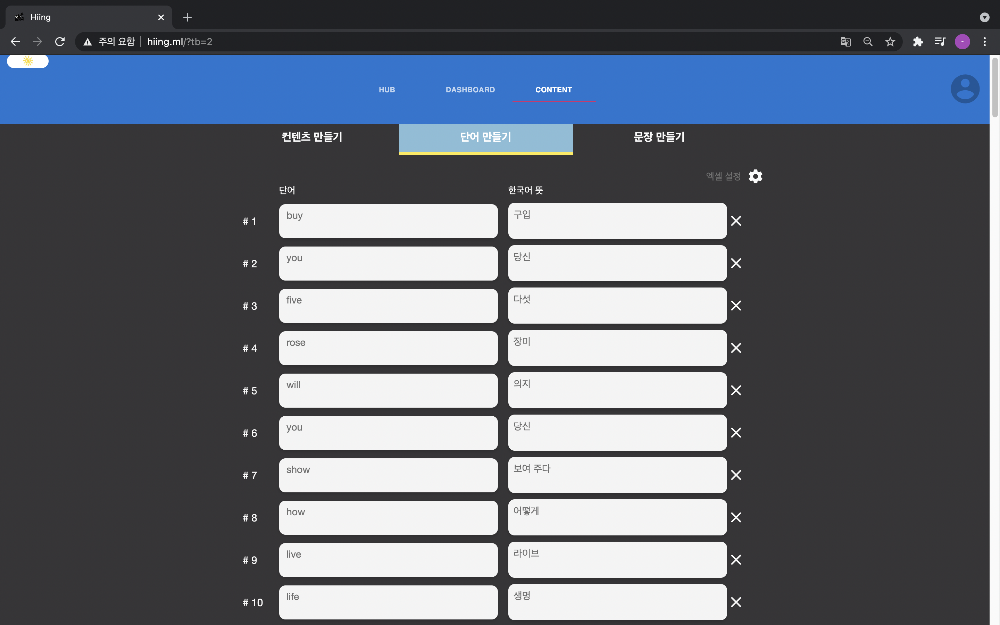 Hiing
주의 요함 hiing.ml/?tb=2
HUB DASHBOARD CONTENT
컨텐츠 만들기 단어 만들기 문장 만들기
엑셀 설정
단어 한국어 뜻
# 1 buy 구입
# 2 you 당신
# 3 five 다섯
# 4 rose 장미
# 5 will 의지
# 6 you 당신
# 7 show 보여 주다
# 8 how 어떻게
# 9 live 라이브
# 10 life 생명